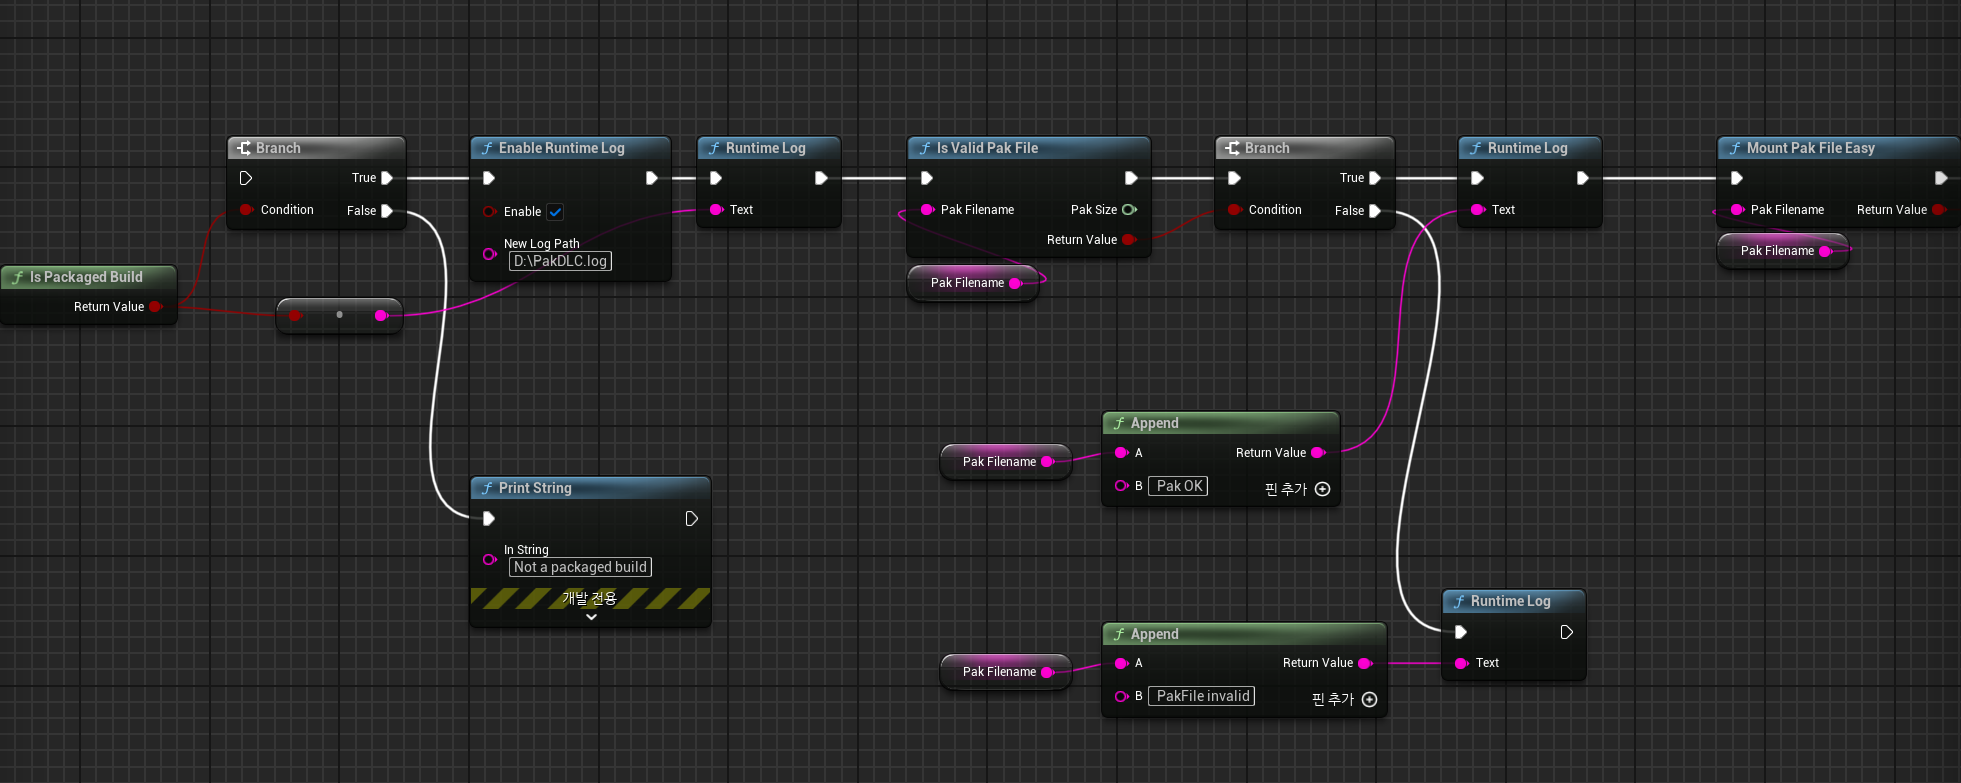 Branch
True
Condition
False
Is Packaged Build
Return Value
Enable Runtime Log
Enable
New Log Path
D:\PakDLC.log
Runtime Log
Text
Is Valid Pak File
Pak Filename
Pak Size
Return Value
Pak Filename
Branch
True
Condition
False
Runtime Log
Text
Mount Pak File Easy
Pak Filename
Return Value
Pak Filename
Print String
In String
Not a packaged build
개발 전용
Pak Filename
Append
A
Return Value
B
Pak OK
핀 추가
Pak Filename
Append
A
Return Value
B
PakFile invalid
핀 추가
Runtime Log
Text